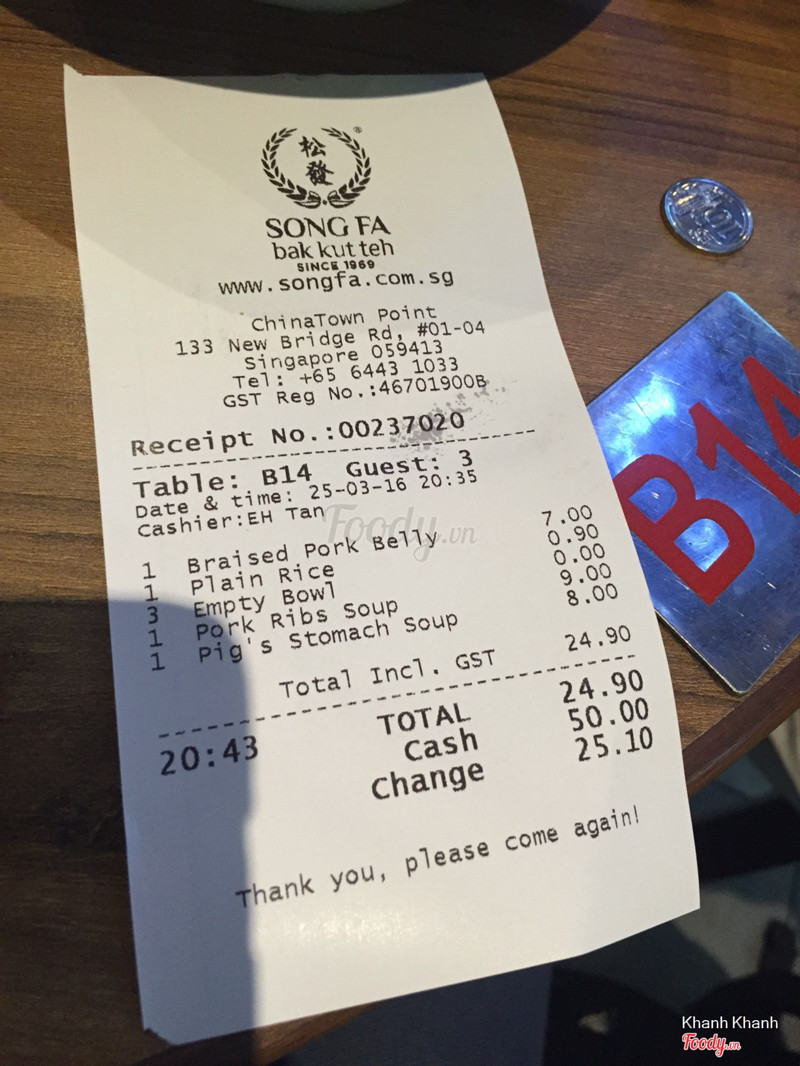 松發
®
SONG FA
bak kut teh
SINCE 1969
www.songfa.com.sg
ChinaTown Point
133 New Bridge Rd, #01-04
Singapore 059413
Tel: +65 6443 1033
GST Reg No.:46701900B
Receipt No.:00237020
Table: B14 Guest: 3
Date & time: 25-03-16 20:35
Cashier:EH Tan
1 Braised Pork Belly 7.00
1 Plain Rice 0.90
3 Empty Bowl 0.00
1 Pork Ribs Soup 9.00
1 Pig's Stomach Soup 8.00
Total Incl. GST 24.90
TOTAL 24.90
20:43 Cash 50.00
Change 25.10
Thank you, please come again!
B14
Foody.vn
Khanh Khanh
Foody.vn